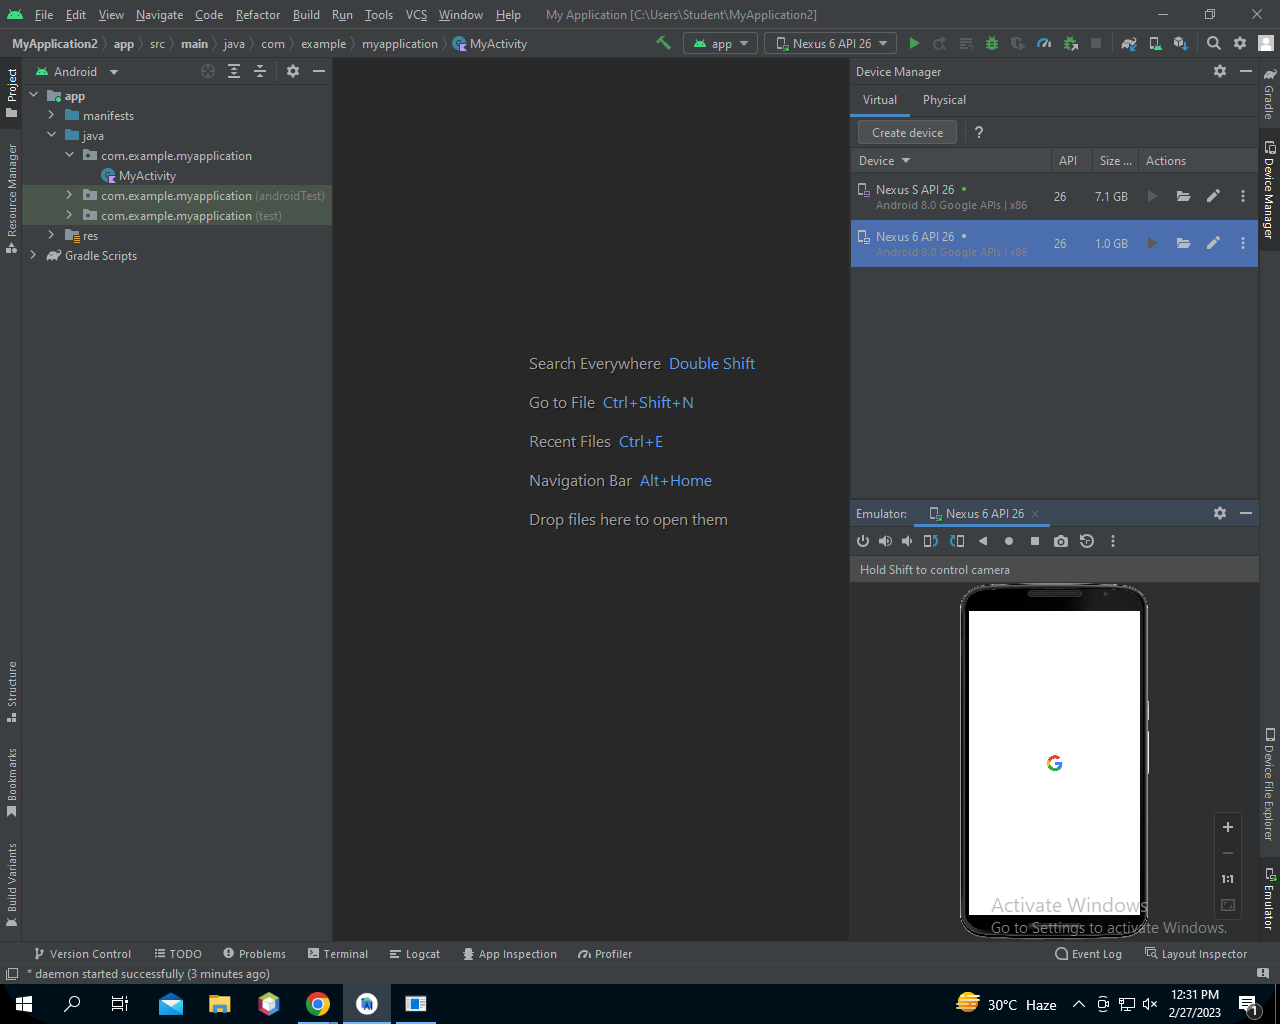 File Edit View Navigate Code Refactor Build Run Tools VCS Window Help My Application [C:\Users\Student\MyApplication2]
MyApplication2 app src main java com example myapplication MyActivity app Nexus 6 API 26
Project
Resource Manager
Structure
Bookmarks
Build Variants
Android
app
manifests
java
com.example.myapplication
MyActivity
com.example.myapplication (androidTest)
com.example.myapplication (test)
res
Gradle Scripts
Search Everywhere Double Shift
Go to File Ctrl+Shift+N
Recent Files Ctrl+E
Navigation Bar Alt+Home
Drop files here to open them
Device Manager
Virtual Physical
Create device ?
Device API Size ... Actions
Nexus S API 26 26 7.1 GB
Android 8.0 Google APIs | x86
Nexus 6 API 26 26 1.0 GB
Android 8.0 Google APIs | x86
Emulator: Nexus 6 API 26
Hold Shift to control camera
G
1:1
Activate Windows
Go to Settings to activate Windows.
Gradle
Device Manager
Device File Explorer
Emulator
Version Control TODO Problems Terminal Logcat App Inspection Profiler Event Log Layout Inspector
* daemon started successfully (3 minutes ago)
30°C Haze
12:31 PM
2/27/2023
1